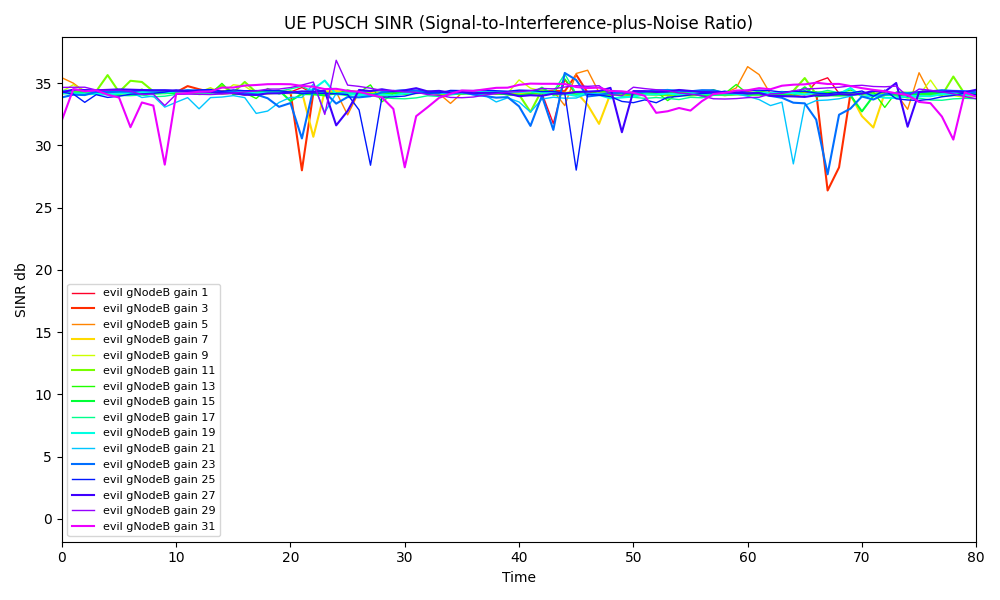 UE PUSCH SINR (Signal-to-Interference-plus-Noise Ratio)
SINR db
35
30
25
20
15
10
5
0
evil gNodeB gain 1
evil gNodeB gain 3
evil gNodeB gain 5
evil gNodeB gain 7
evil gNodeB gain 9
evil gNodeB gain 11
evil gNodeB gain 13
evil gNodeB gain 15
evil gNodeB gain 17
evil gNodeB gain 19
evil gNodeB gain 21
evil gNodeB gain 23
evil gNodeB gain 25
evil gNodeB gain 27
evil gNodeB gain 29
evil gNodeB gain 31
0 10 20 30 40 50 60 70 80
Time